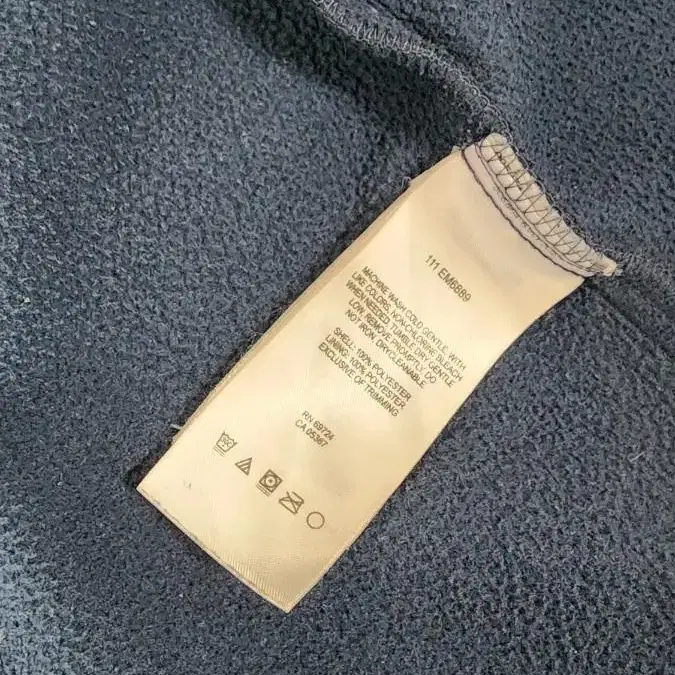 111 EM6689
MACHINE WASH COLD GENTLE, WITH
LIKE COLORS, NON-CHLORINE BLEACH
WHEN NEEDED, TUMBLE DRY GENTLE
LOW, REMOVE PROMPTLY, DO
NOT IRON. DRYCLEANABLE
SHELL: 100% POLYESTER
LINING: 100% POLYESTER
EXCLUSIVE OF TRIMMING
RN 69724
CA 05367